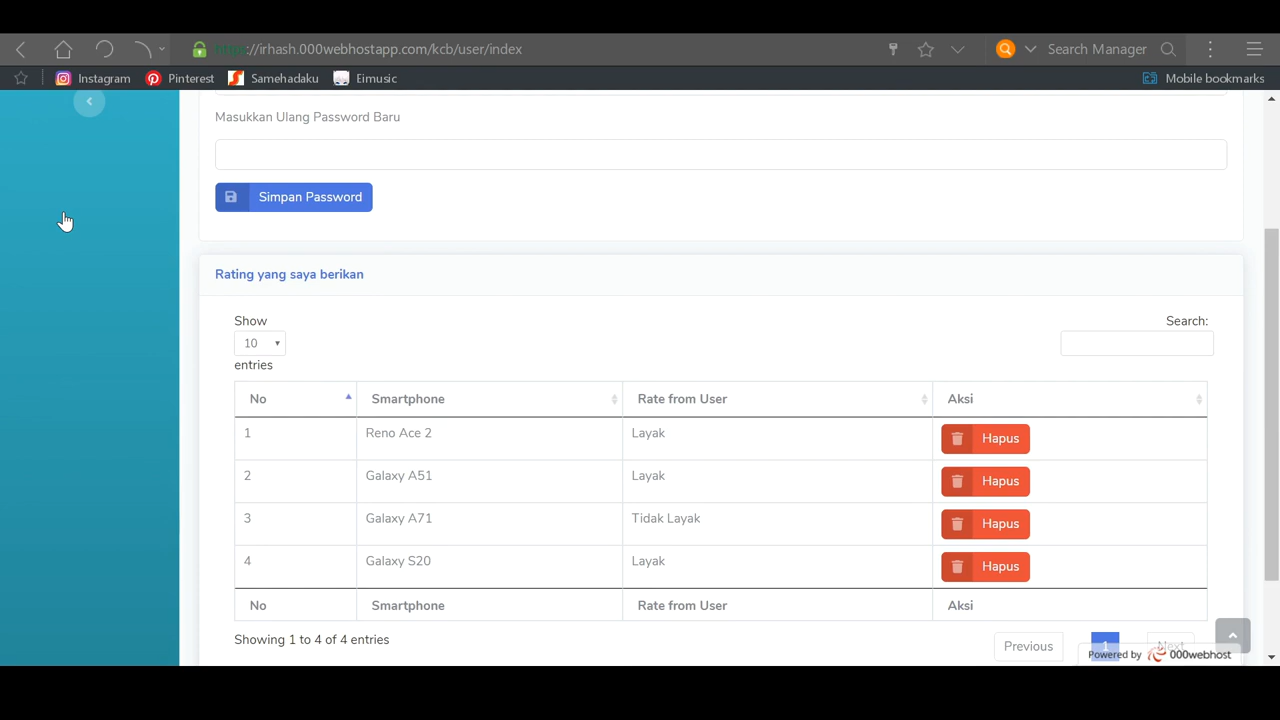 https://irhash.000webhostapp.com/kcb/user/index
Search Manager
Instagram
Pinterest
Samehadaku
Eimusic
Mobile bookmarks
Masukkan Ulang Password Baru
Simpan Password
Rating yang saya berikan
Show
10
entries
Search:
No Smartphone Rate from User Aksi
1 Reno Ace 2 Layak Hapus
2 Galaxy A51 Layak Hapus
3 Galaxy A71 Tidak Layak Hapus
4 Galaxy S20 Layak Hapus
No Smartphone Rate from User Aksi
Showing 1 to 4 of 4 entries
Previous 1 Next
Powered by 000webhost